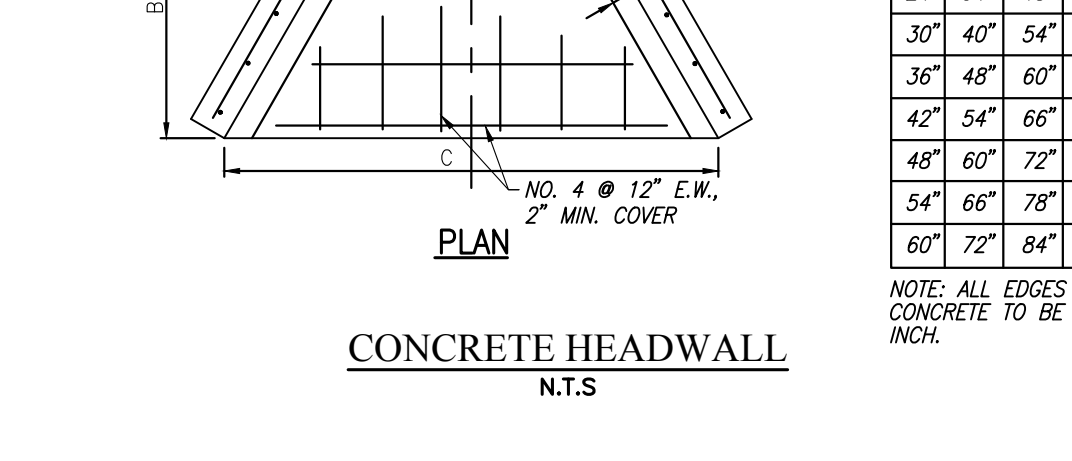 B
C
NO. 4 @ 12" E.W.,
2" MIN. COVER
PLAN
CONCRETE HEADWALL
N.T.S
30" 40" 54"
36" 48" 60"
42" 54" 66"
48" 60" 72"
54" 66" 78"
60" 72" 84"
NOTE: ALL EDGES
CONCRETE TO BE
INCH.